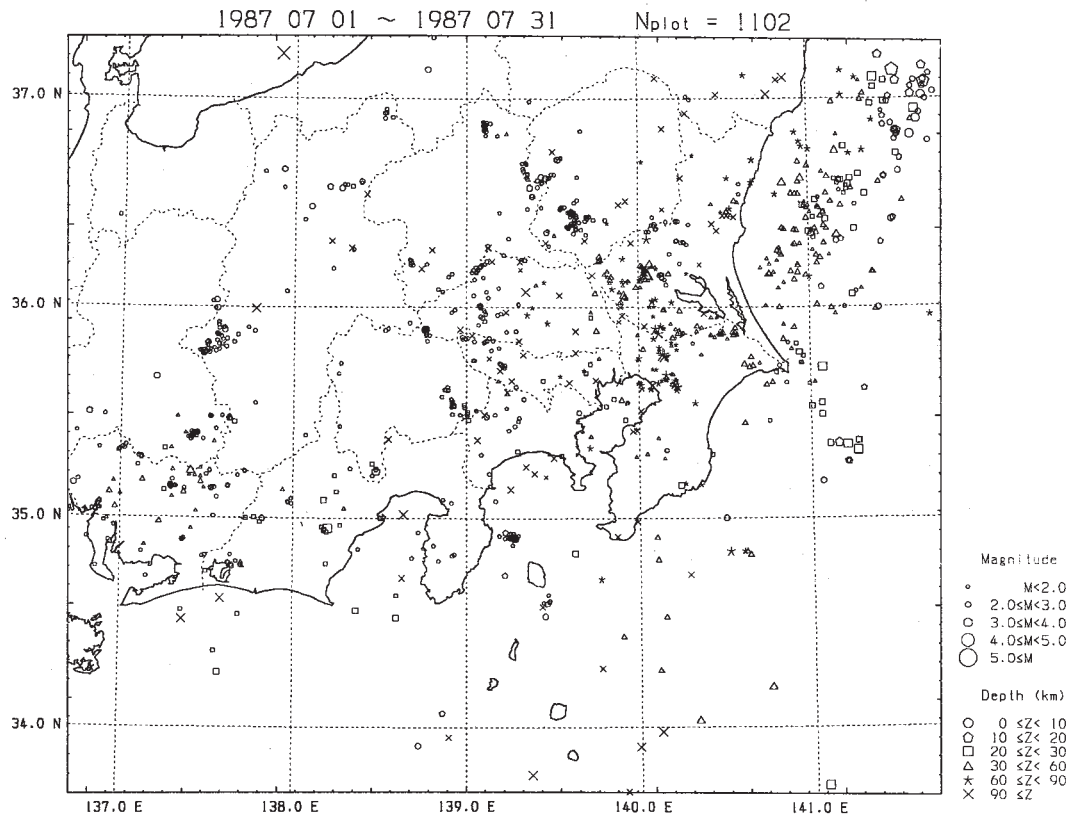 1987 07 01 ~ 1987 07 31 Nplot = 1102
37.0 N
36.0 N
35.0 N
34.0 N
137.0 E 138.0 E 139.0 E 140.0 E 141.0 E
Magnitude
M<2.0
2.0≤M<3.0
3.0≤M<4.0
4.0≤M<5.0
5.0≤M
Depth (km)
0 ≤Z< 10
10 ≤Z< 20
20 ≤Z< 30
30 ≤Z< 60
60 ≤Z< 90
90 ≤Z